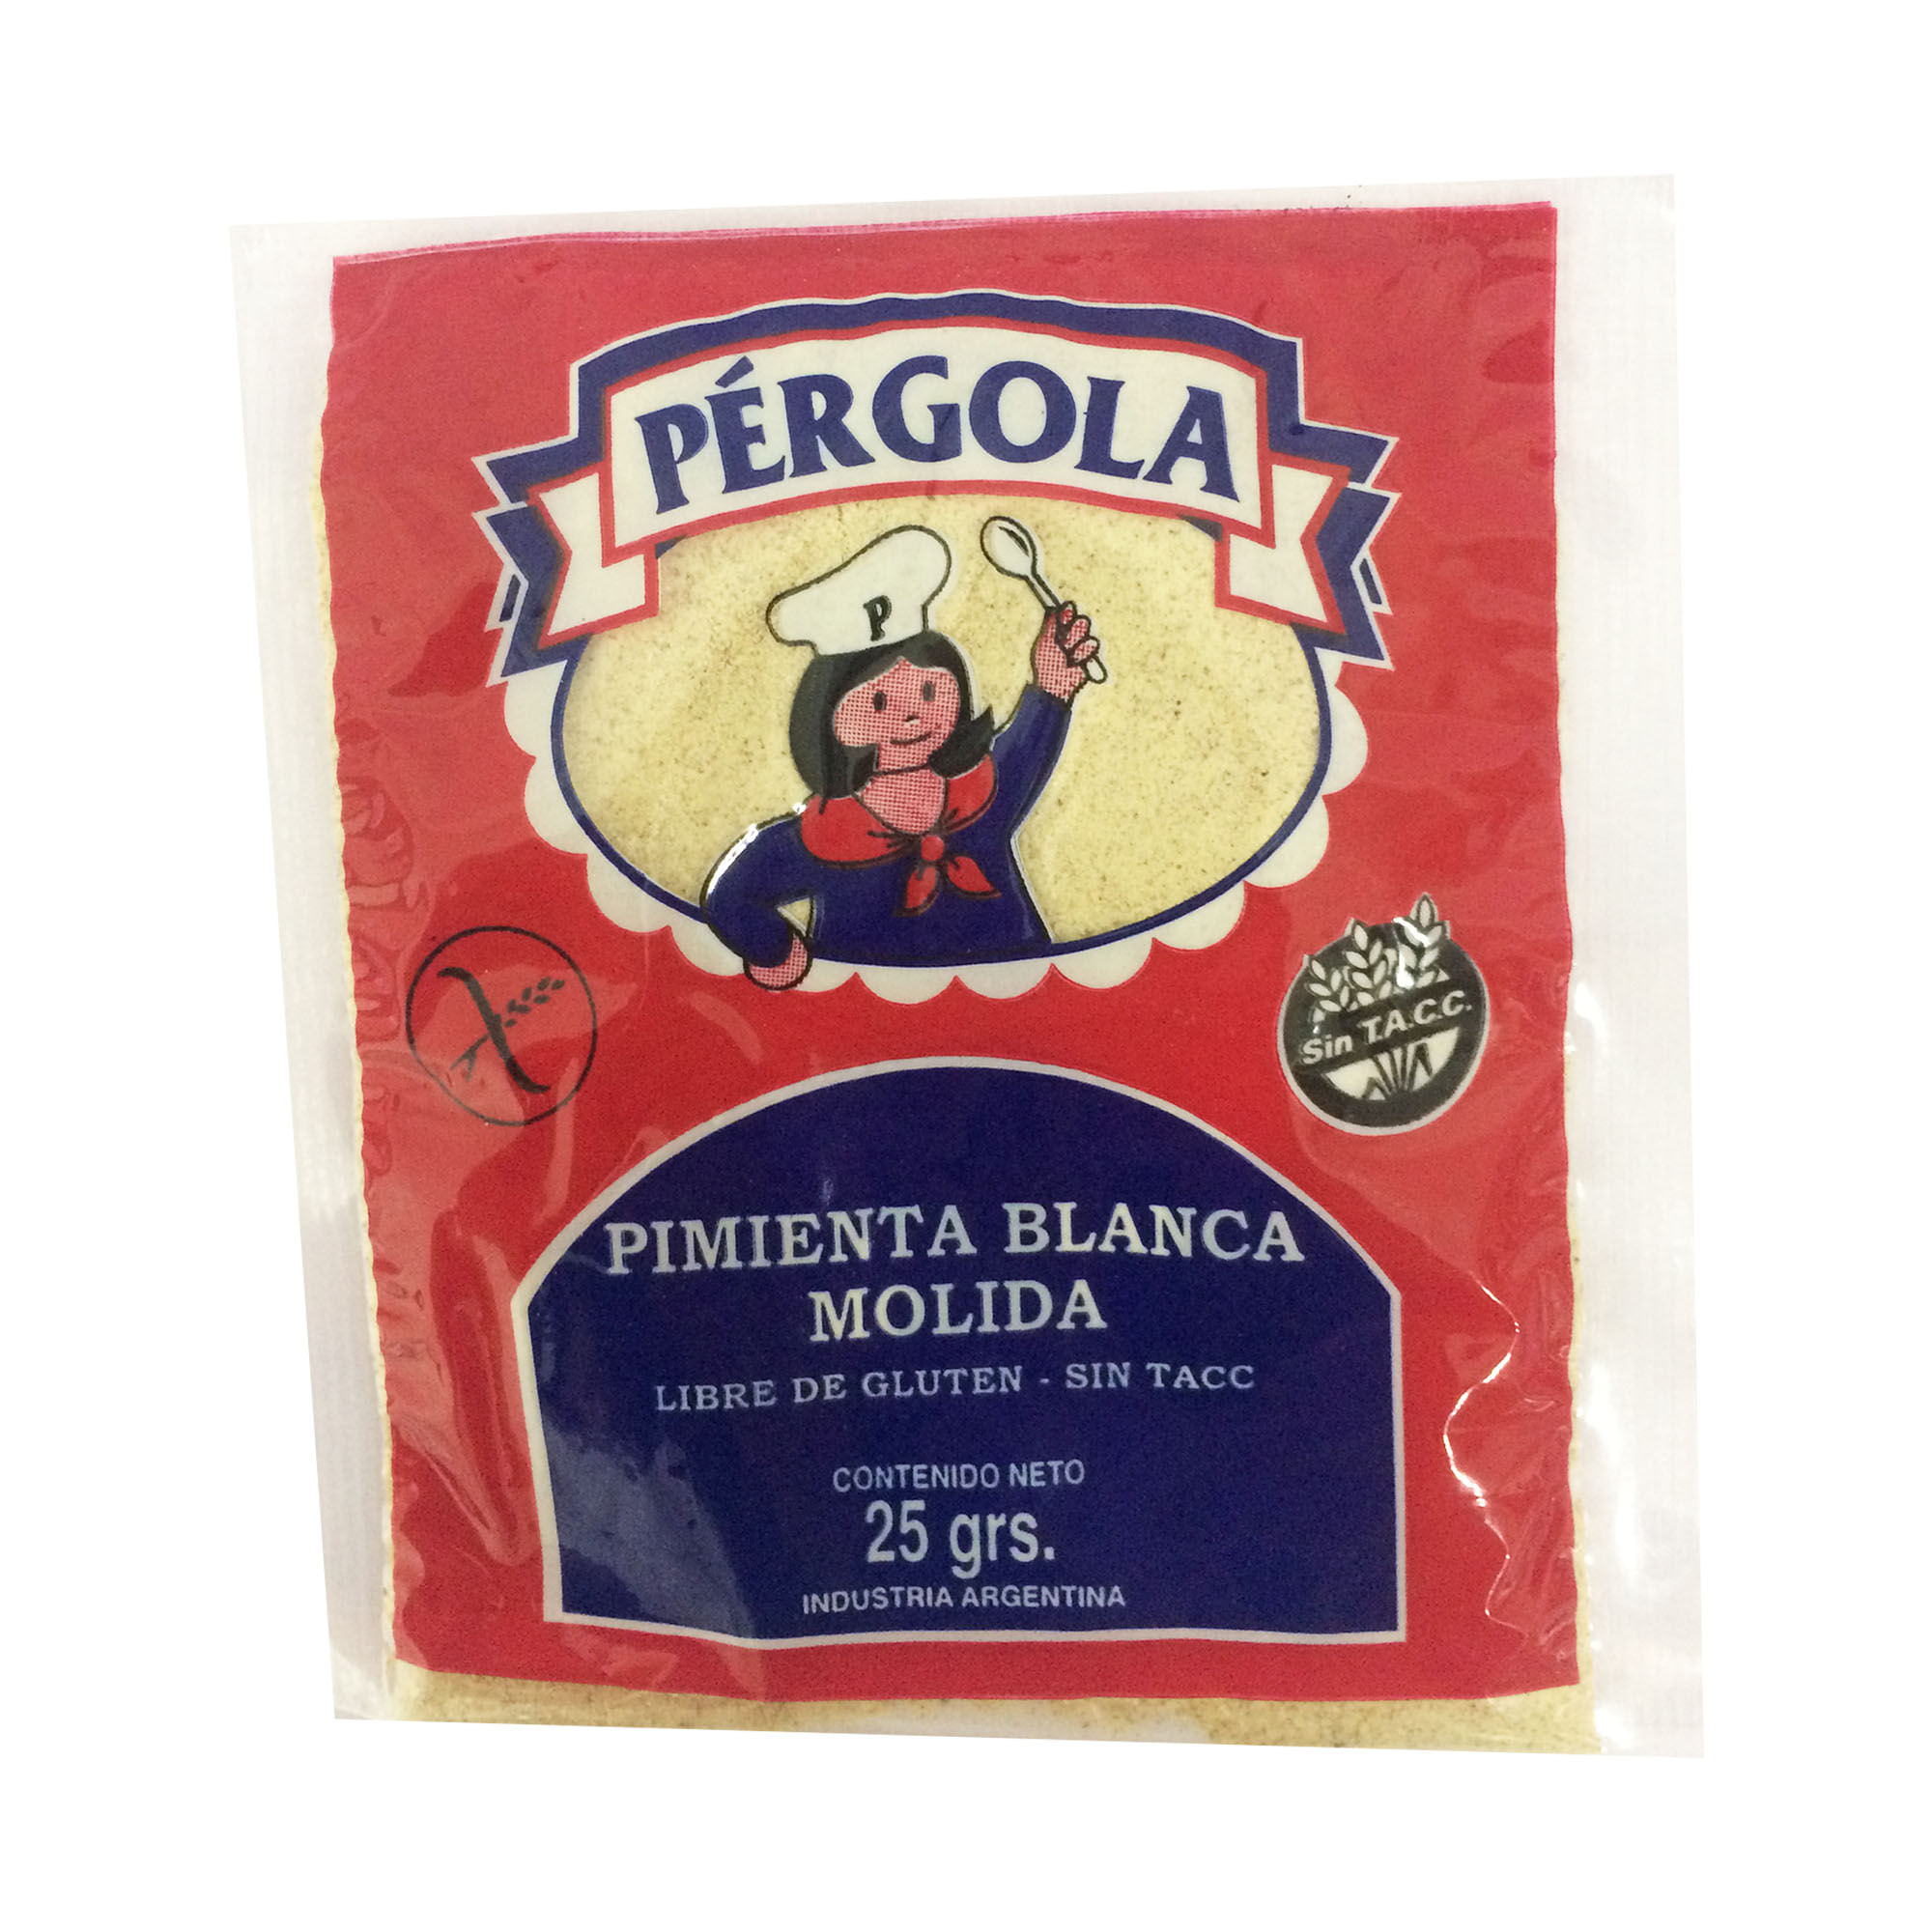 PÉRGOLA
P
Sin T.A.C.C.
PIMIENTA BLANCA
MOLIDA
LIBRE DE GLUTEN - SIN TACC
CONTENIDO NETO
25 grs.
INDUSTRIA ARGENTINA